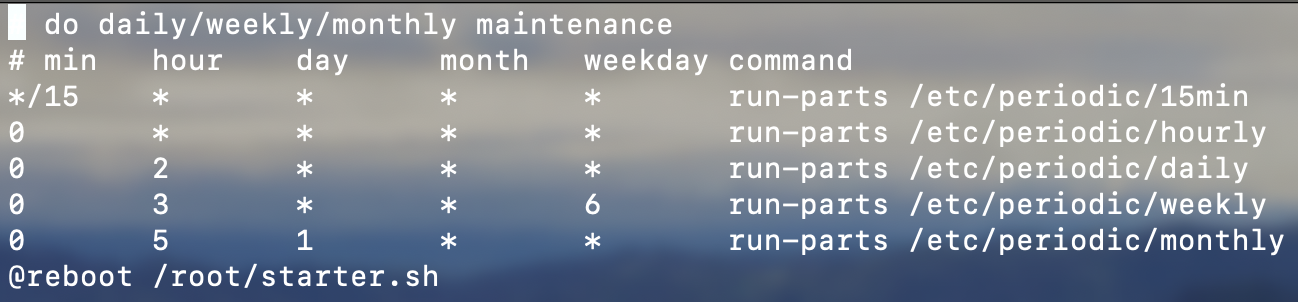 do daily/weekly/monthly maintenance
# min   hour    day     month   weekday command
*/15    *       *       *       *       run-parts /etc/periodic/15min
0       *       *       *       *       run-parts /etc/periodic/hourly
0       2       *       *       *       run-parts /etc/periodic/daily
0       3       *       *       6       run-parts /etc/periodic/weekly
0       5       1       *       *       run-parts /etc/periodic/monthly
@reboot /root/starter.sh